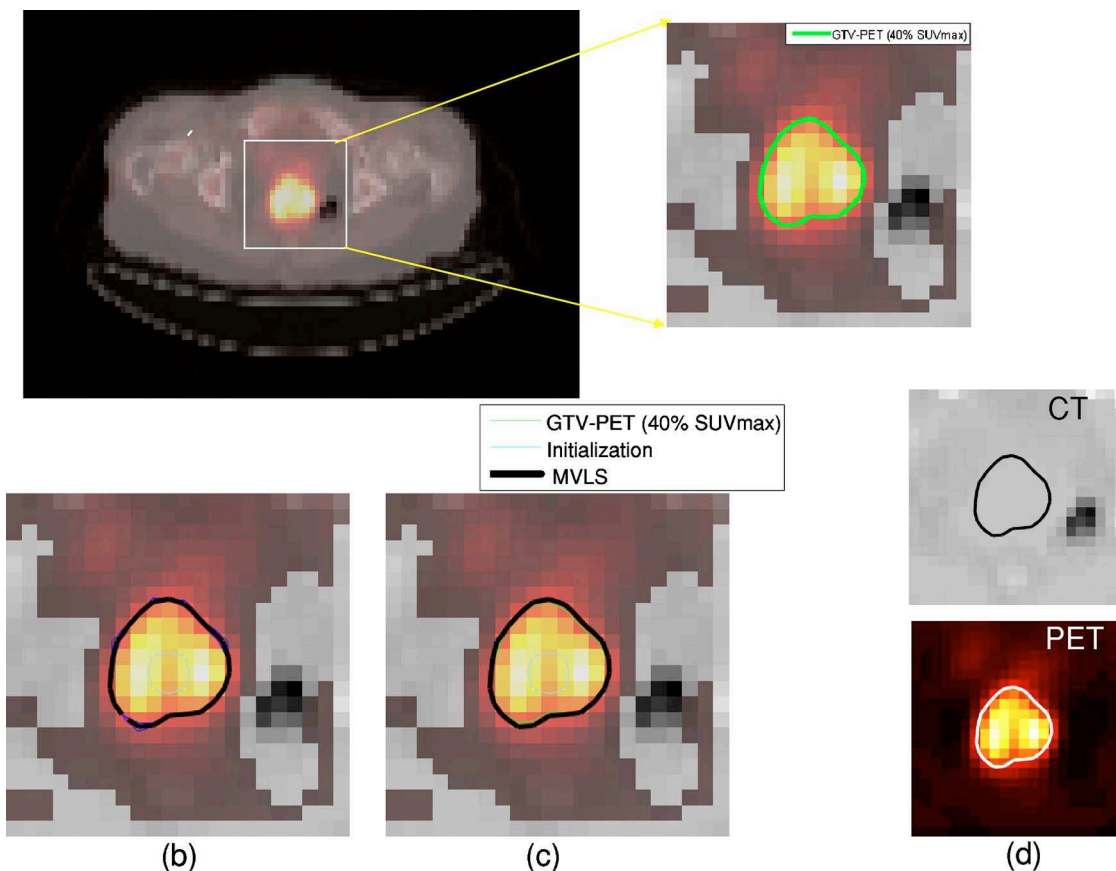 GTV-PET (40% SUVmax)
GTV-PET (40% SUVmax)
Initialization
MVLS
CT
PET
(b)
(c)
(d)